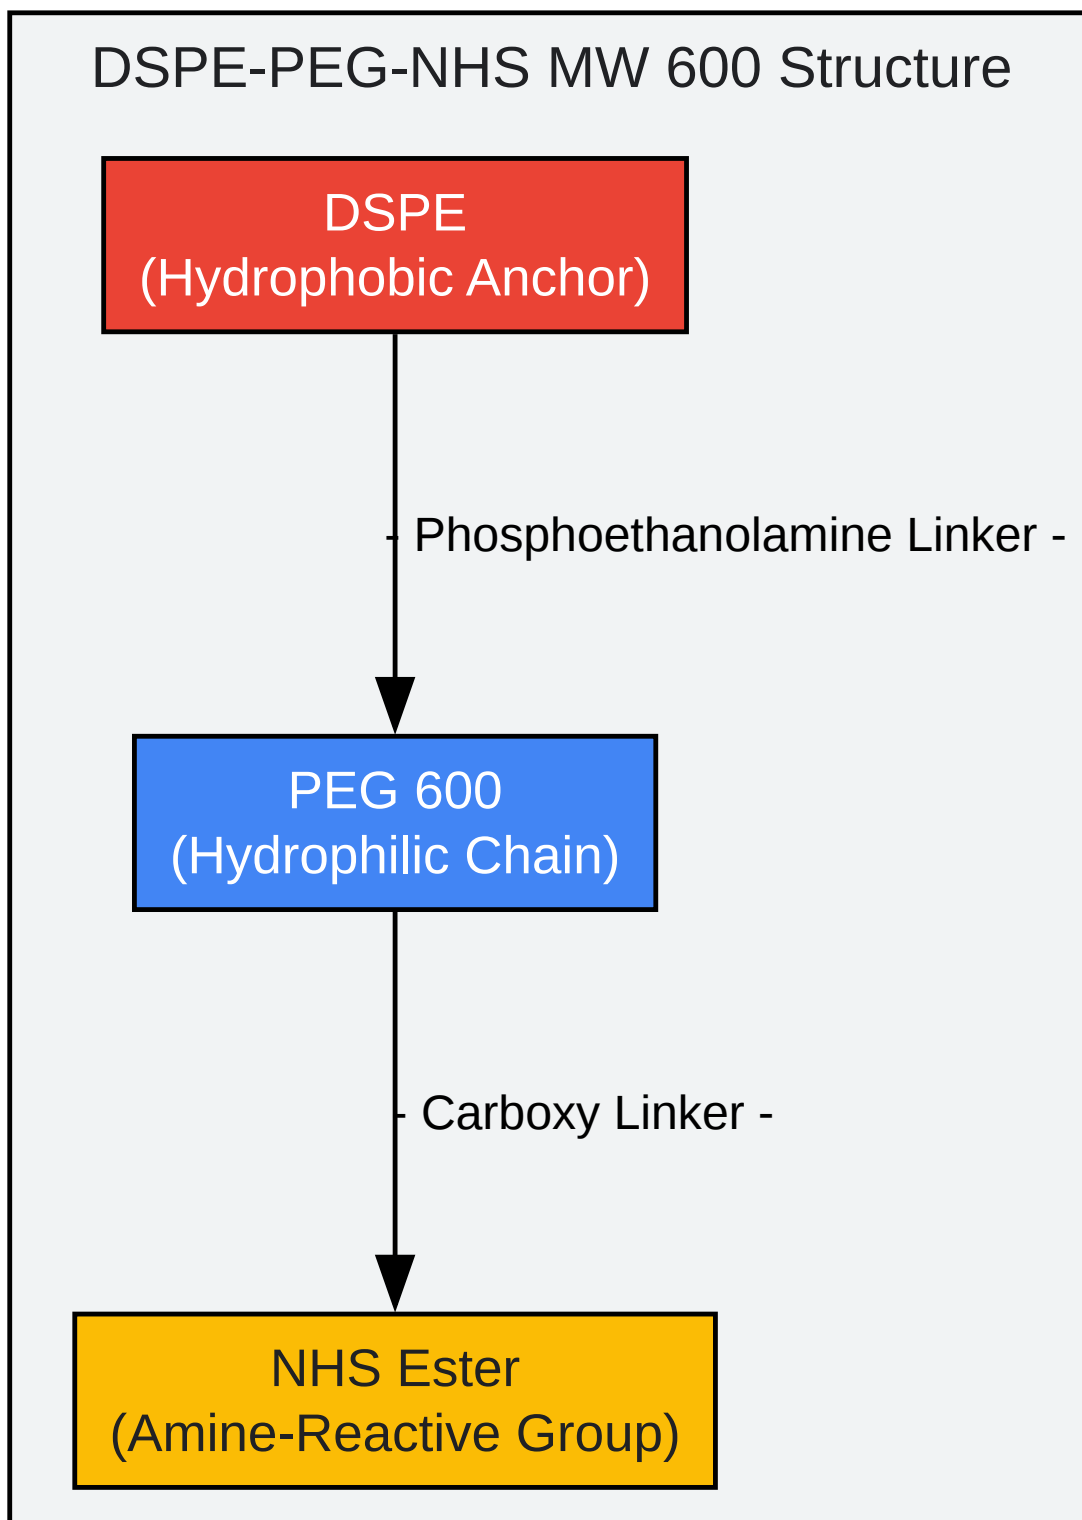 DSPE-PEG-NHS MW 600 Structure
DSPE
(Hydrophobic Anchor)
- Phosphoethanolamine Linker -
PEG 600
(Hydrophilic Chain)
- Carboxy Linker -
NHS Ester
(Amine-Reactive Group)